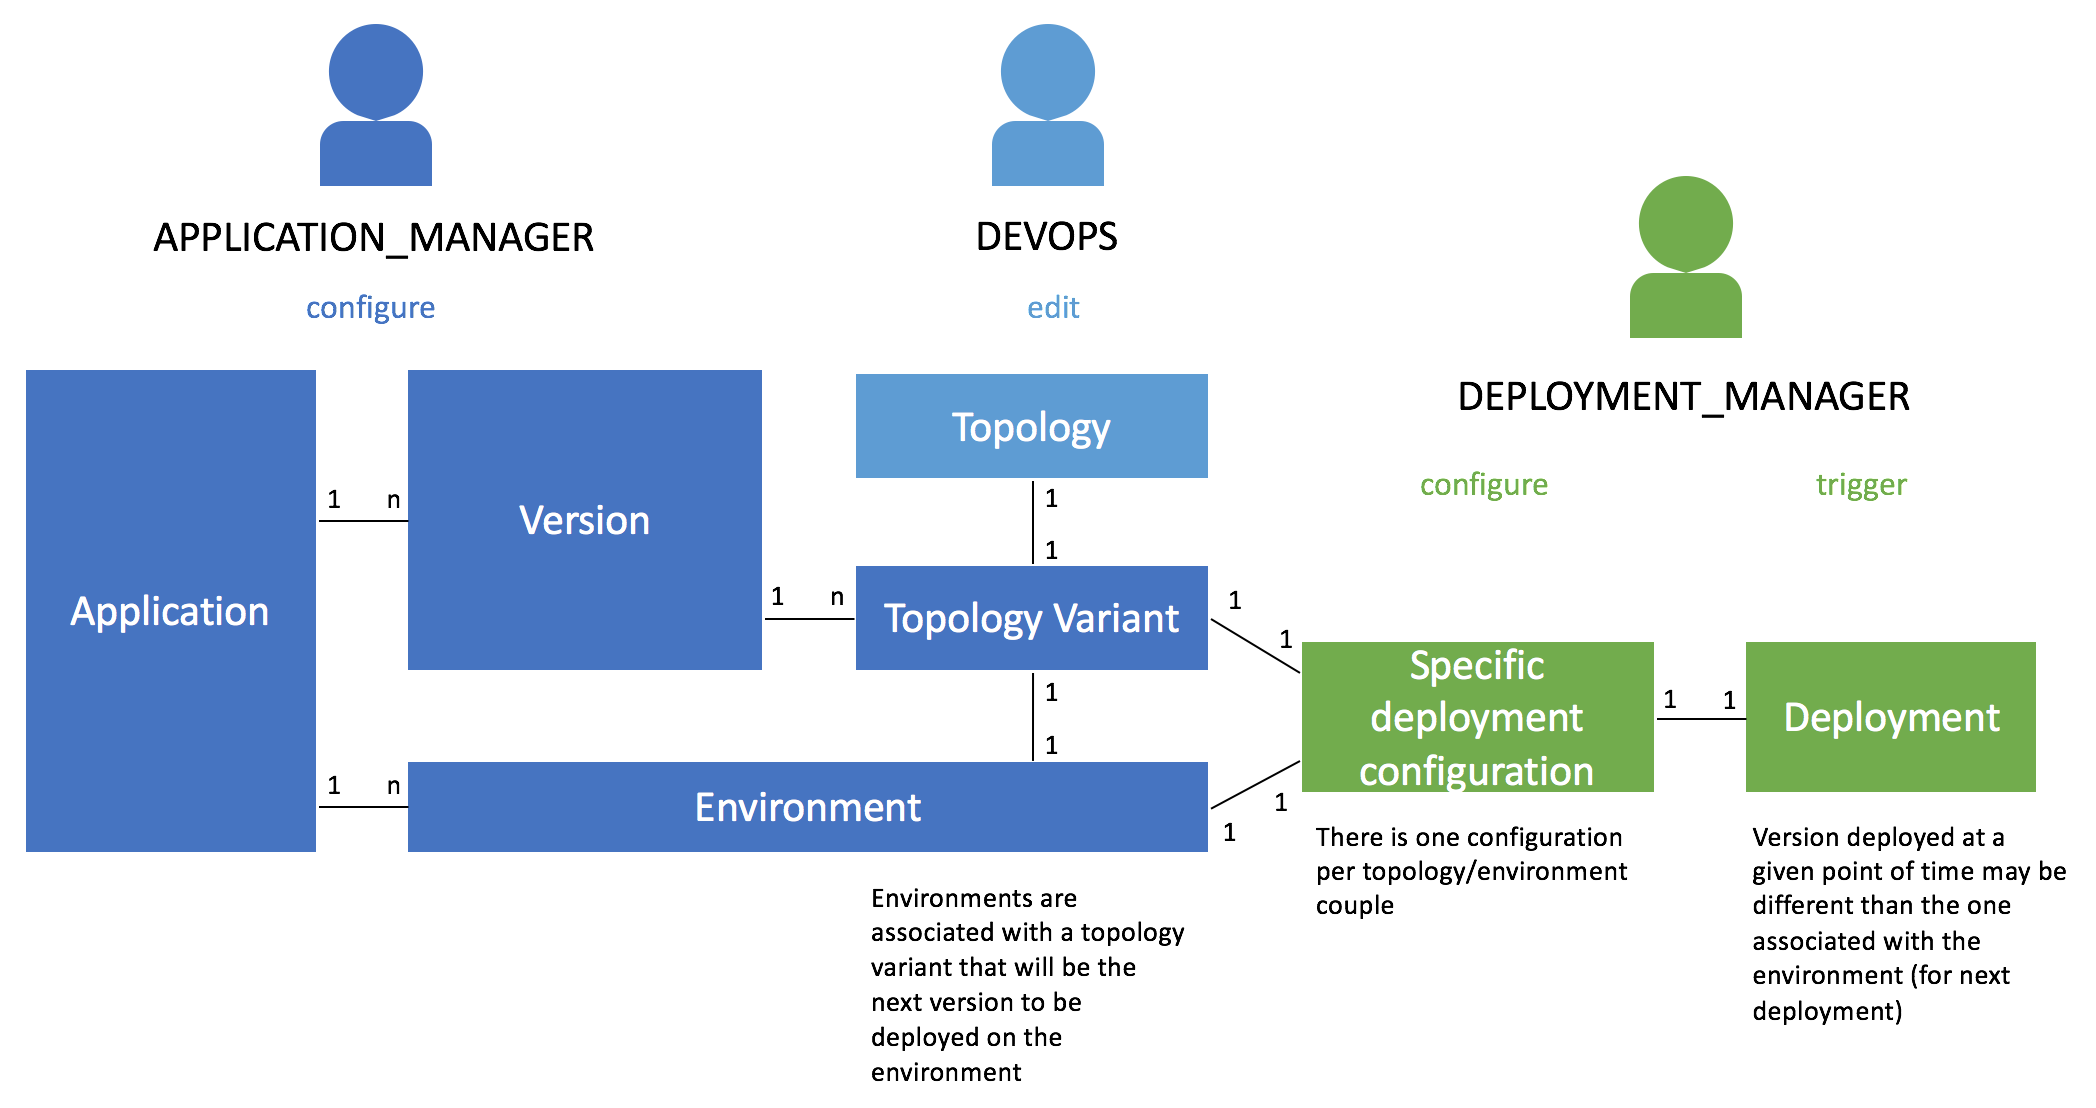 APPLICATION_MANAGER
configure
DEVOPS
edit
DEPLOYMENT_MANAGER
configure
trigger
Application
1 n
Version
1 n
Topology
1
1
Topology Variant
1
1
1 n
Environment
1
1
1
1
Specific
deployment
configuration
1 1
Deployment
Environments are
associated with a topology
variant that will be the
next version to be
deployed on the
environment
There is one configuration
per topology/environment
couple
Version deployed at a
given point of time may be
different than the one
associated with the
environment (for next
deployment)